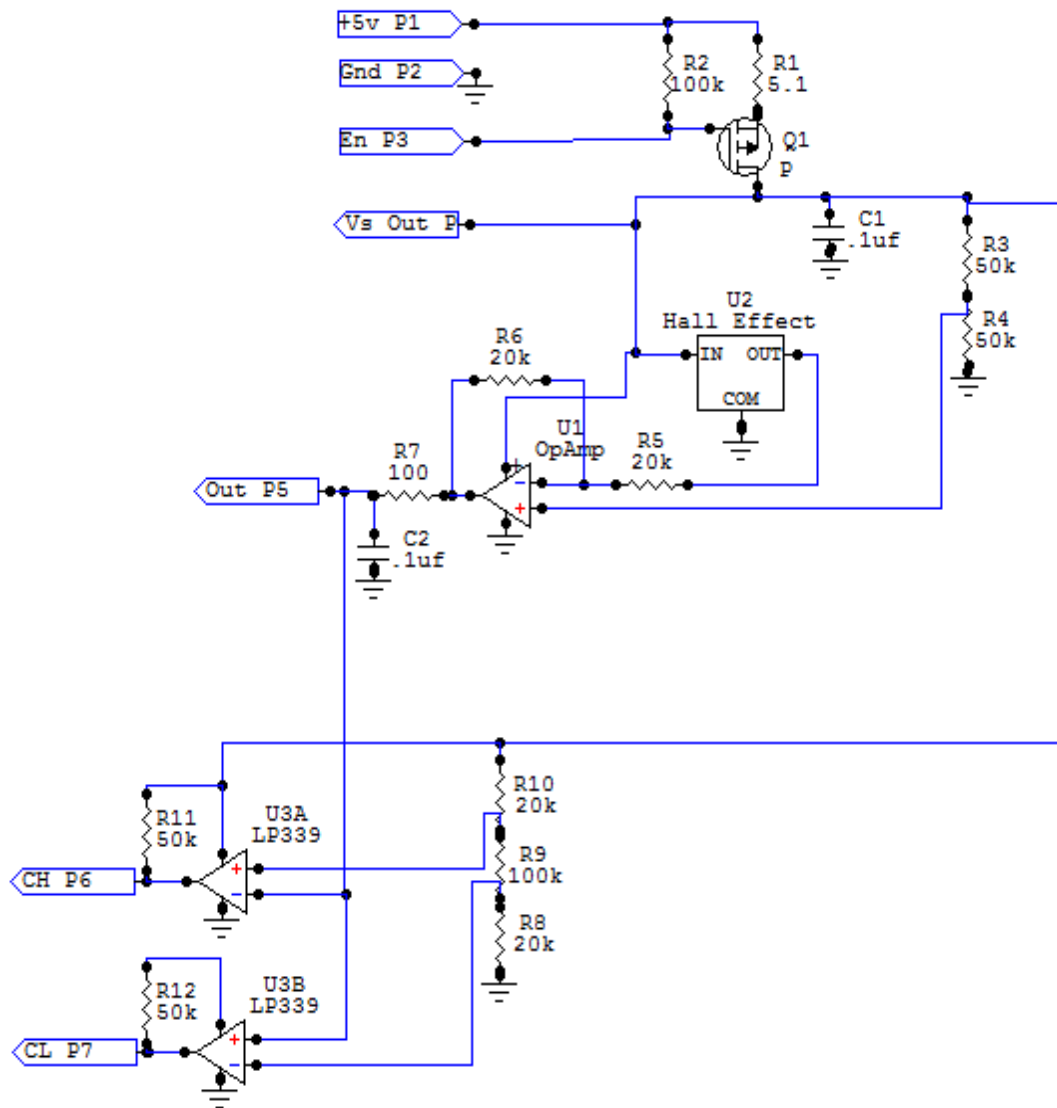 +5v P1
Gnd P2
En P3
R2
100k
R1
5.1
Q1
P
Vs Out P
C1
.1uf
R3
50k
R4
50k
U2
Hall Effect
IN OUT
COM
R6
20k
U1
OpAmp
+
-
+
R5
20k
R7
100
Out P5
C2
.1uf
R10
20k
R9
100k
R8
20k
R11
50k
U3A
LP339
+
-
CH P6
R12
50k
U3B
LP339
+
-
CL P7